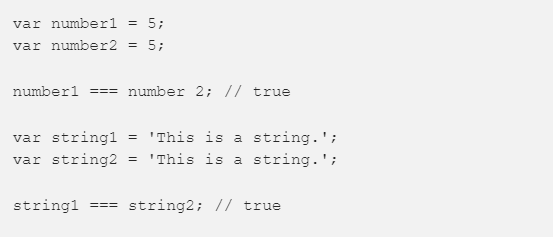 var number1 = 5;
var number2 = 5;
number1 === number 2; // true
var string1 = 'This is a string.';
var string2 = 'This is a string.';
string1 === string2; // true